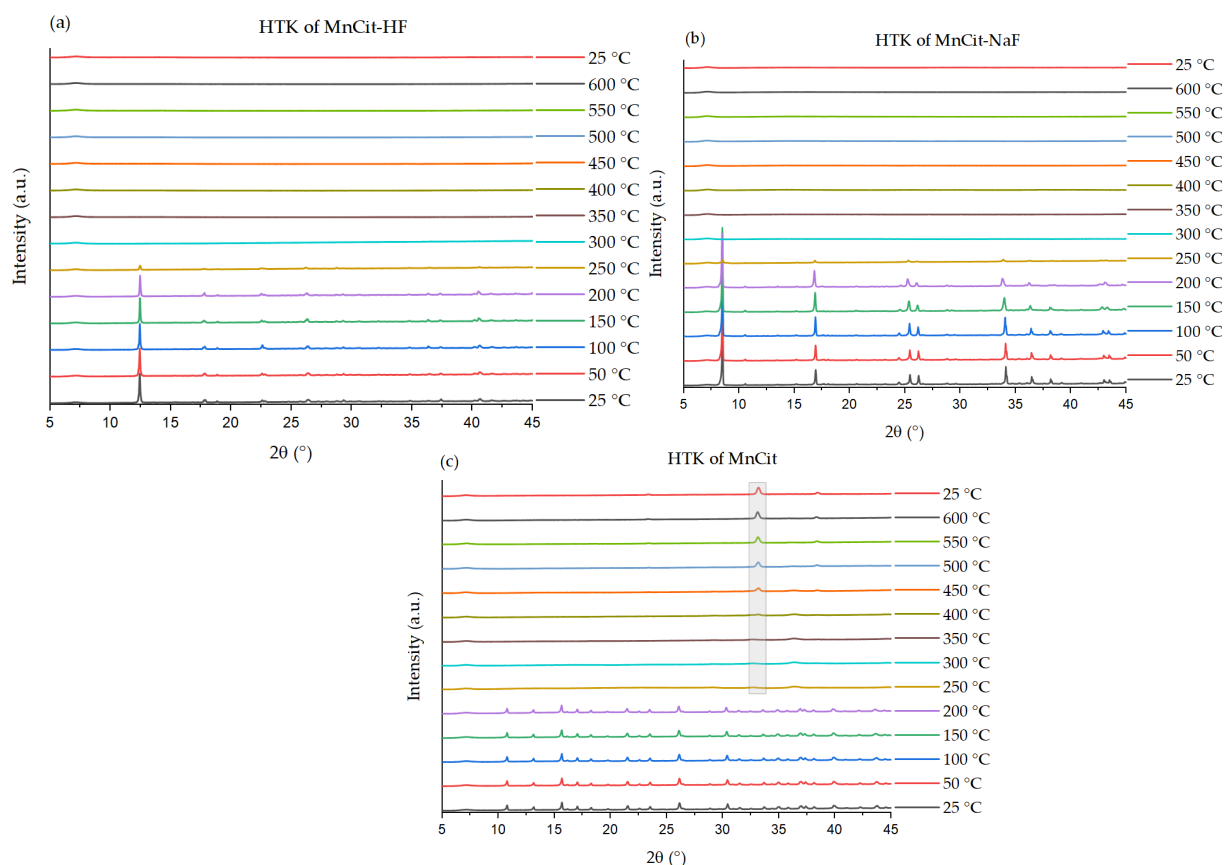 (a)
HTK of MnCit-HF
25 °C
600 °C
550 °C
500 °C
450 °C
400 °C
350 °C
300 °C
250 °C
200 °C
150 °C
100 °C
50 °C
25 °C
Intensity (a.u.)
5 10 15 20 25 30 35 40 45
2θ (°)
(b)
HTK of MnCit-NaF
25 °C
600 °C
550 °C
500 °C
450 °C
400 °C
350 °C
300 °C
250 °C
200 °C
150 °C
100 °C
50 °C
25 °C
Intensity (a.u.)
5 10 15 20 25 30 35 40 45
2θ (°)
(c)
HTK of MnCit
25 °C
600 °C
550 °C
500 °C
450 °C
400 °C
350 °C
300 °C
250 °C
200 °C
150 °C
100 °C
50 °C
25 °C
Intensity (a.u.)
5 10 15 20 25 30 35 40 45
2θ (°)